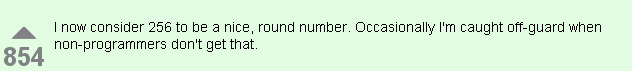 I now consider 256 to be a nice, round number. Occasionally I'm caught off-guard when
non-programmers don't get that.
854